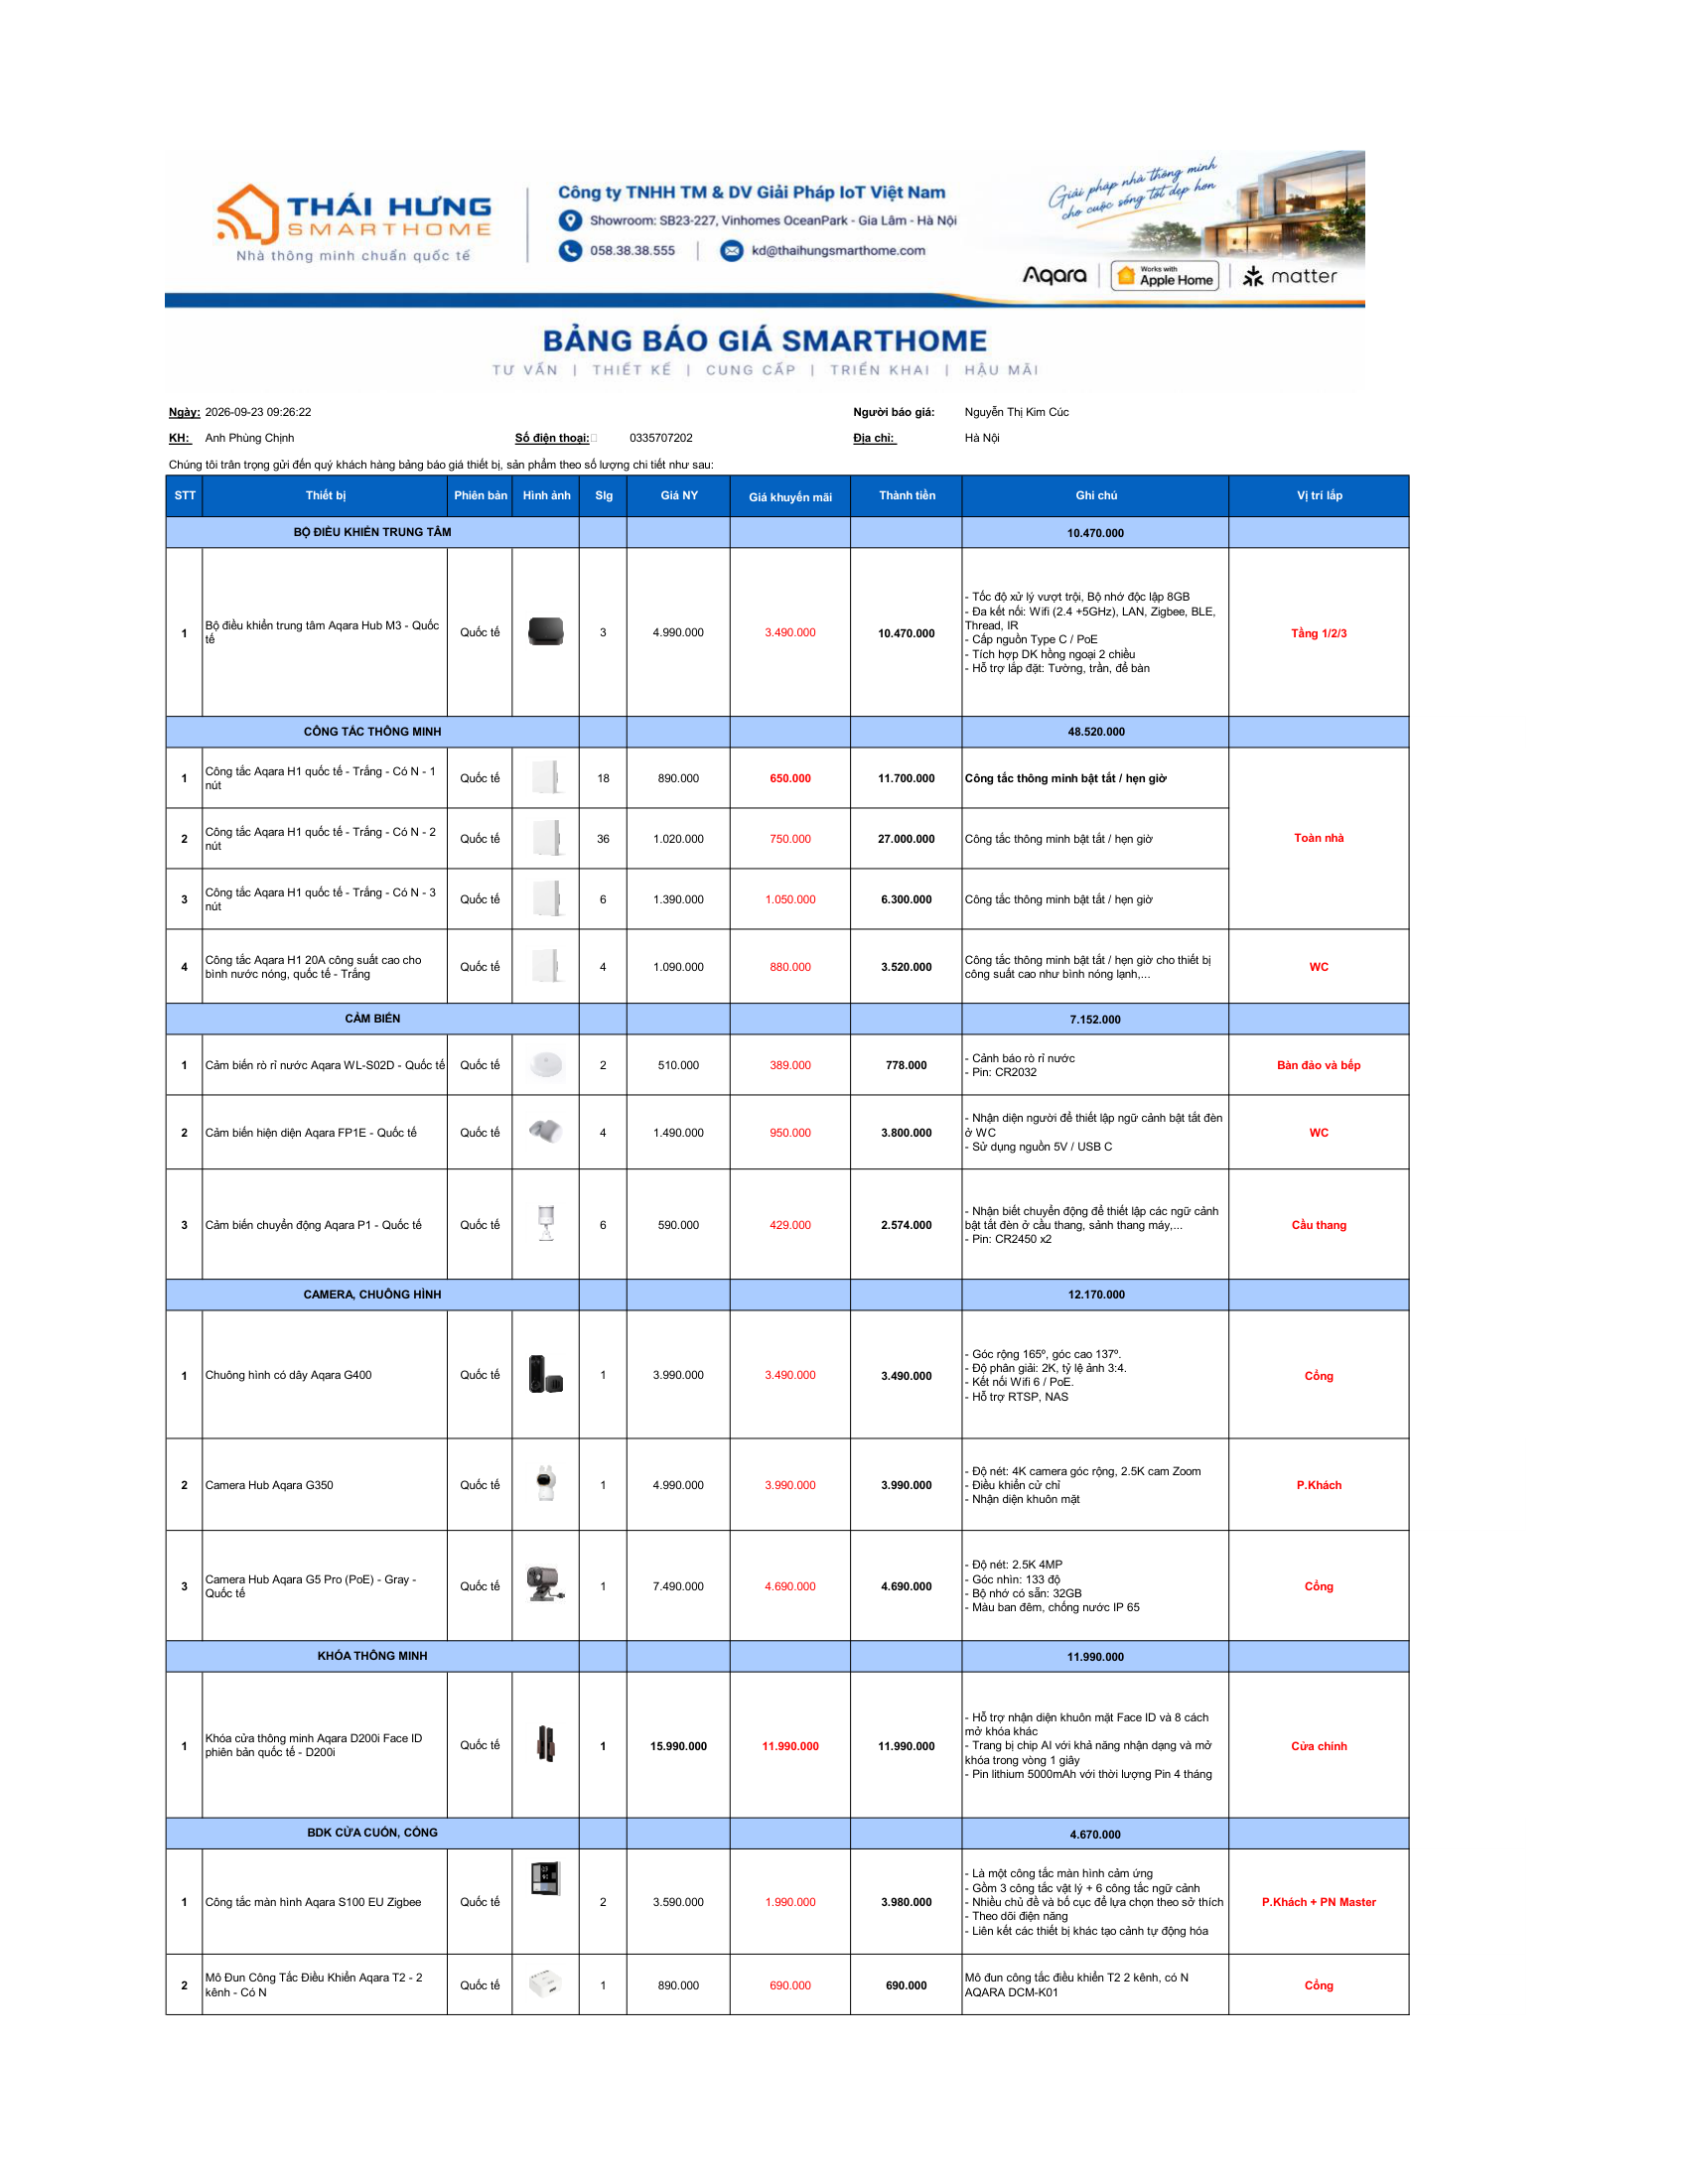 THÁI HƯNG
SMARTHOME
Nhà thông minh chuẩn quốc tế
Công ty TNHH TM & DV Giải Pháp IoT Việt Nam
Showroom: SB23-227, Vinhomes OceanPark - Gia Lâm - Hà Nội
058.38.38.555 | kd@thaihungsmarthome.com
Giải pháp nhà thông minh
cho cuộc sống tốt đẹp hơn
Aqara | Works with Apple Home | matter
BẢNG BÁO GIÁ SMARTHOME
TƯ VẤN | THIẾT KẾ | CUNG CẤP | TRIỂN KHAI | HẬU MÃI
Ngày: 2026-09-23 09:26:22 Người báo giá: Nguyễn Thị Kim Cúc
KH: Anh Phùng Chịnh Số điện thoại: 0335707202 Địa chỉ: Hà Nội
Chúng tôi trân trọng gửi đến quý khách hàng bảng báo giá thiết bị, sản phẩm theo số lượng chi tiết như sau:
STT Thiết bị Phiên bản Hình ảnh Slg Giá NY Giá khuyến mãi Thành tiền Ghi chú Vị trí lắp
BỘ ĐIỀU KHIỂN TRUNG TÂM 10.470.000
1 Bộ điều khiển trung tâm Aqara Hub M3 - Quốc
tế
Quốc tế 3 4.990.000 3.490.000 10.470.000
- Tốc độ xử lý vượt trội, Bộ nhớ độc lập 8GB
- Đa kết nối: Wifi (2.4 +5GHz), LAN, Zigbee, BLE,
Thread, IR
- Cấp nguồn Type C / PoE
- Tích hợp DK hồng ngoại 2 chiều
- Hỗ trợ lắp đặt: Tường, trần, để bàn
Tầng 1/2/3
CÔNG TẮC THÔNG MINH 48.520.000
1 Công tắc Aqara H1 quốc tế - Trắng - Có N - 1
nút
Quốc tế 18 890.000 650.000 11.700.000 Công tắc thông minh bật tắt / hẹn giờ
2 Công tắc Aqara H1 quốc tế - Trắng - Có N - 2
nút
Quốc tế 36 1.020.000 750.000 27.000.000 Công tắc thông minh bật tắt / hẹn giờ
Toàn nhà
3 Công tắc Aqara H1 quốc tế - Trắng - Có N - 3
nút
Quốc tế 6 1.390.000 1.050.000 6.300.000 Công tắc thông minh bật tắt / hẹn giờ
4 Công tắc Aqara H1 20A công suất cao cho
bình nước nóng, quốc tế - Trắng
Quốc tế 4 1.090.000 880.000 3.520.000
Công tắc thông minh bật tắt / hẹn giờ cho thiết bị
công suất cao như bình nóng lạnh,...
WC
CẢM BIẾN 7.152.000
1 Cảm biến rò rỉ nước Aqara WL-S02D - Quốc tế Quốc tế 2 510.000 389.000 778.000
- Cảnh báo rò rỉ nước
- Pin: CR2032
Bàn đảo và bếp
2 Cảm biến hiện diện Aqara FP1E - Quốc tế Quốc tế 4 1.490.000 950.000 3.800.000
- Nhận diện người để thiết lập ngữ cảnh bật tắt đèn
ở WC
- Sử dụng nguồn 5V / USB C
WC
3 Cảm biến chuyển động Aqara P1 - Quốc tế Quốc tế 6 590.000 429.000 2.574.000
- Nhận biết chuyển động để thiết lập các ngữ cảnh
bật tắt đèn ở cầu thang, sảnh thang máy,...
- Pin: CR2450 x2
Cầu thang
CAMERA, CHUÔNG HÌNH 12.170.000
1 Chuông hình có dây Aqara G400 Quốc tế 1 3.990.000 3.490.000 3.490.000
- Góc rộng 165º, góc cao 137º.
- Độ phân giải: 2K, tỷ lệ ảnh 3:4.
- Kết nối Wifi 6 / PoE.
- Hỗ trợ RTSP, NAS
Cổng
2 Camera Hub Aqara G350 Quốc tế 1 4.990.000 3.990.000 3.990.000
- Độ nét: 4K camera góc rộng, 2.5K cam Zoom
- Điều khiển cử chỉ
- Nhận diện khuôn mặt
P.Khách
3 Camera Hub Aqara G5 Pro (PoE) - Gray -
Quốc tế
Quốc tế 1 7.490.000 4.690.000 4.690.000
- Độ nét: 2.5K 4MP
- Góc nhìn: 133 độ
- Bộ nhớ có sẵn: 32GB
- Màu ban đêm, chống nước IP 65
Cổng
KHÓA THÔNG MINH 11.990.000
1 Khóa cửa thông minh Aqara D200i Face ID
phiên bản quốc tế - D200i
Quốc tế 1 15.990.000 11.990.000 11.990.000
- Hỗ trợ nhận diện khuôn mặt Face ID và 8 cách
mở khóa khác
- Trang bị chip AI với khả năng nhận dạng và mở
khóa trong vòng 1 giây
- Pin lithium 5000mAh với thời lượng Pin 4 tháng
Cửa chính
BDK CỬA CUỐN, CỔNG 4.670.000
1 Công tắc màn hình Aqara S100 EU Zigbee Quốc tế 2 3.590.000 1.990.000 3.980.000
- Là một công tắc màn hình cảm ứng
- Gồm 3 công tắc vật lý + 6 công tắc ngữ cảnh
- Nhiều chủ đề và bố cục để lựa chọn theo sở thích
- Theo dõi điện năng
- Liên kết các thiết bị khác tạo cảnh tự động hóa
P.Khách + PN Master
2 Mô Đun Công Tắc Điều Khiển Aqara T2 - 2
kênh - Có N
Quốc tế 1 890.000 690.000 690.000
Mô đun công tắc điều khiển T2 2 kênh, có N
AQARA DCM-K01
Cổng